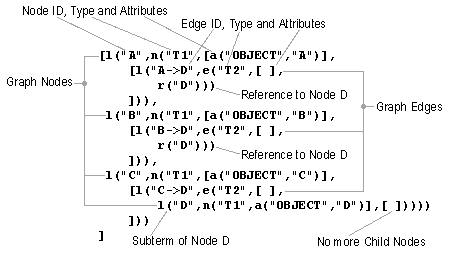 Node ID, Type and Attributes
Edge ID, Type and Attributes
[l("A",n("T1",[a("OBJECT","A")],
[l("A->D",e("T2",[ ],
r("D")))
Graph Nodes
Reference to Node D
])),
Graph Edges
l("B",n("T1",[a("OBJECT","B")],
[l("B->D",e("T2",[ ],
r("D")))
Reference to Node D
])),
l("C",n("T1",[a("OBJECT","C")],
[l("C->D",e("T2",[ ],
l("D",n("T1",a("OBJECT","D")],[ ]))))
]))
Subterm of Node D
No more Child Nodes
]